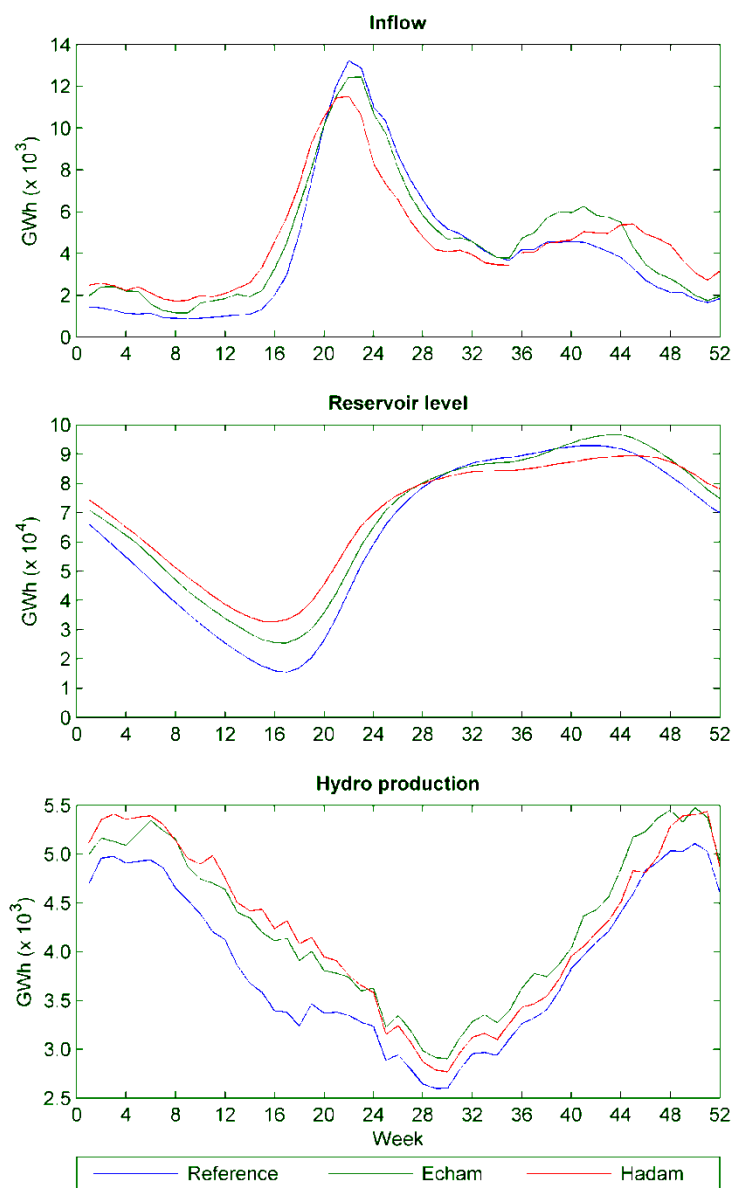 Inflow
14
12
10
8
6
4
2
0
GWh (x 10³)
0 4 8 12 16 20 24 28 32 36 40 44 48 52
Reservoir level
10
9
8
7
6
5
4
3
2
1
0
GWh (x 10⁴)
0 4 8 12 16 20 24 28 32 36 40 44 48 52
Hydro production
5.5
5.0
4.5
4.0
3.5
3.0
2.5
GWh (x 10³)
0 4 8 12 16 20 24 28 32 36 40 44 48 52
Week
Reference Echam Hadam